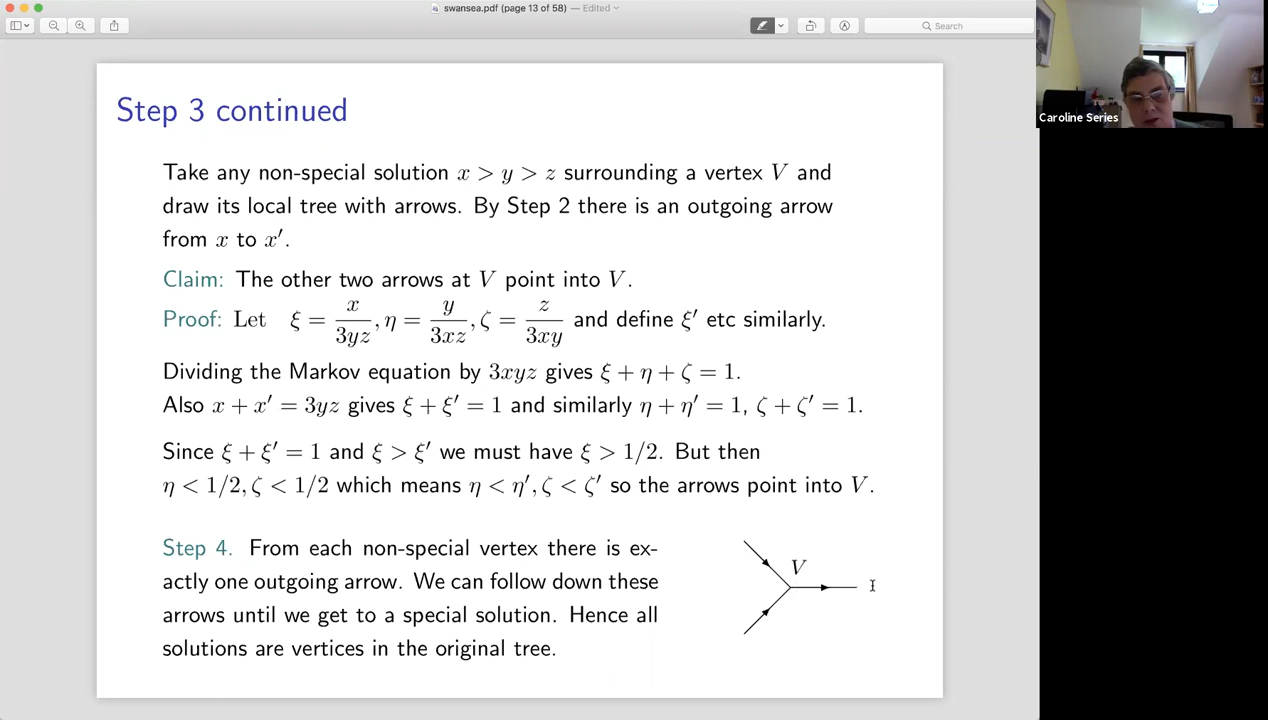 swansea.pdf (page 13 of 58) — Edited
Search
Caroline Series
Step 3 continued
Take any non-special solution x > y > z surrounding a vertex V and
draw its local tree with arrows. By Step 2 there is an outgoing arrow
from x to x′.
Claim: The other two arrows at V point into V.
Proof: Let ξ = x/3yz, η = y/3xz, ζ = z/3xy and define ξ′ etc similarly.
Dividing the Markov equation by 3xyz gives ξ + η + ζ = 1.
Also x + x′ = 3yz gives ξ + ξ′ = 1 and similarly η + η′ = 1, ζ + ζ′ = 1.
Since ξ + ξ′ = 1 and ξ > ξ′ we must have ξ > 1/2. But then
η < 1/2, ζ < 1/2 which means η < η′, ζ < ζ′ so the arrows point into V.
Step 4. From each non-special vertex there is ex-
actly one outgoing arrow. We can follow down these
arrows until we get to a special solution. Hence all
solutions are vertices in the original tree.
V